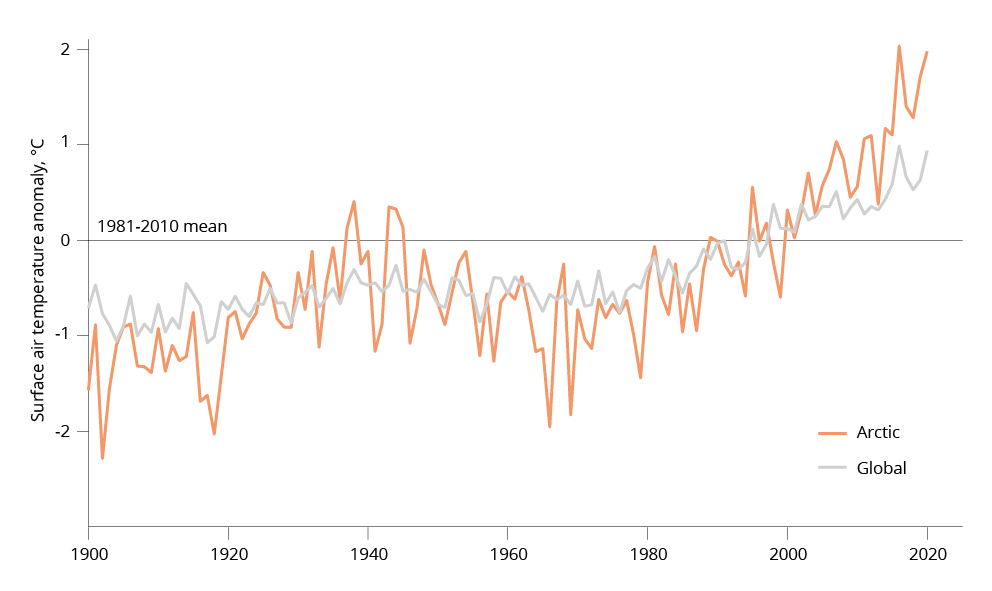 Surface air temperature anomaly, °C
2
1
0
-1
-2
1981-2010 mean
Arctic
Global
1900 1920 1940 1960 1980 2000 2020